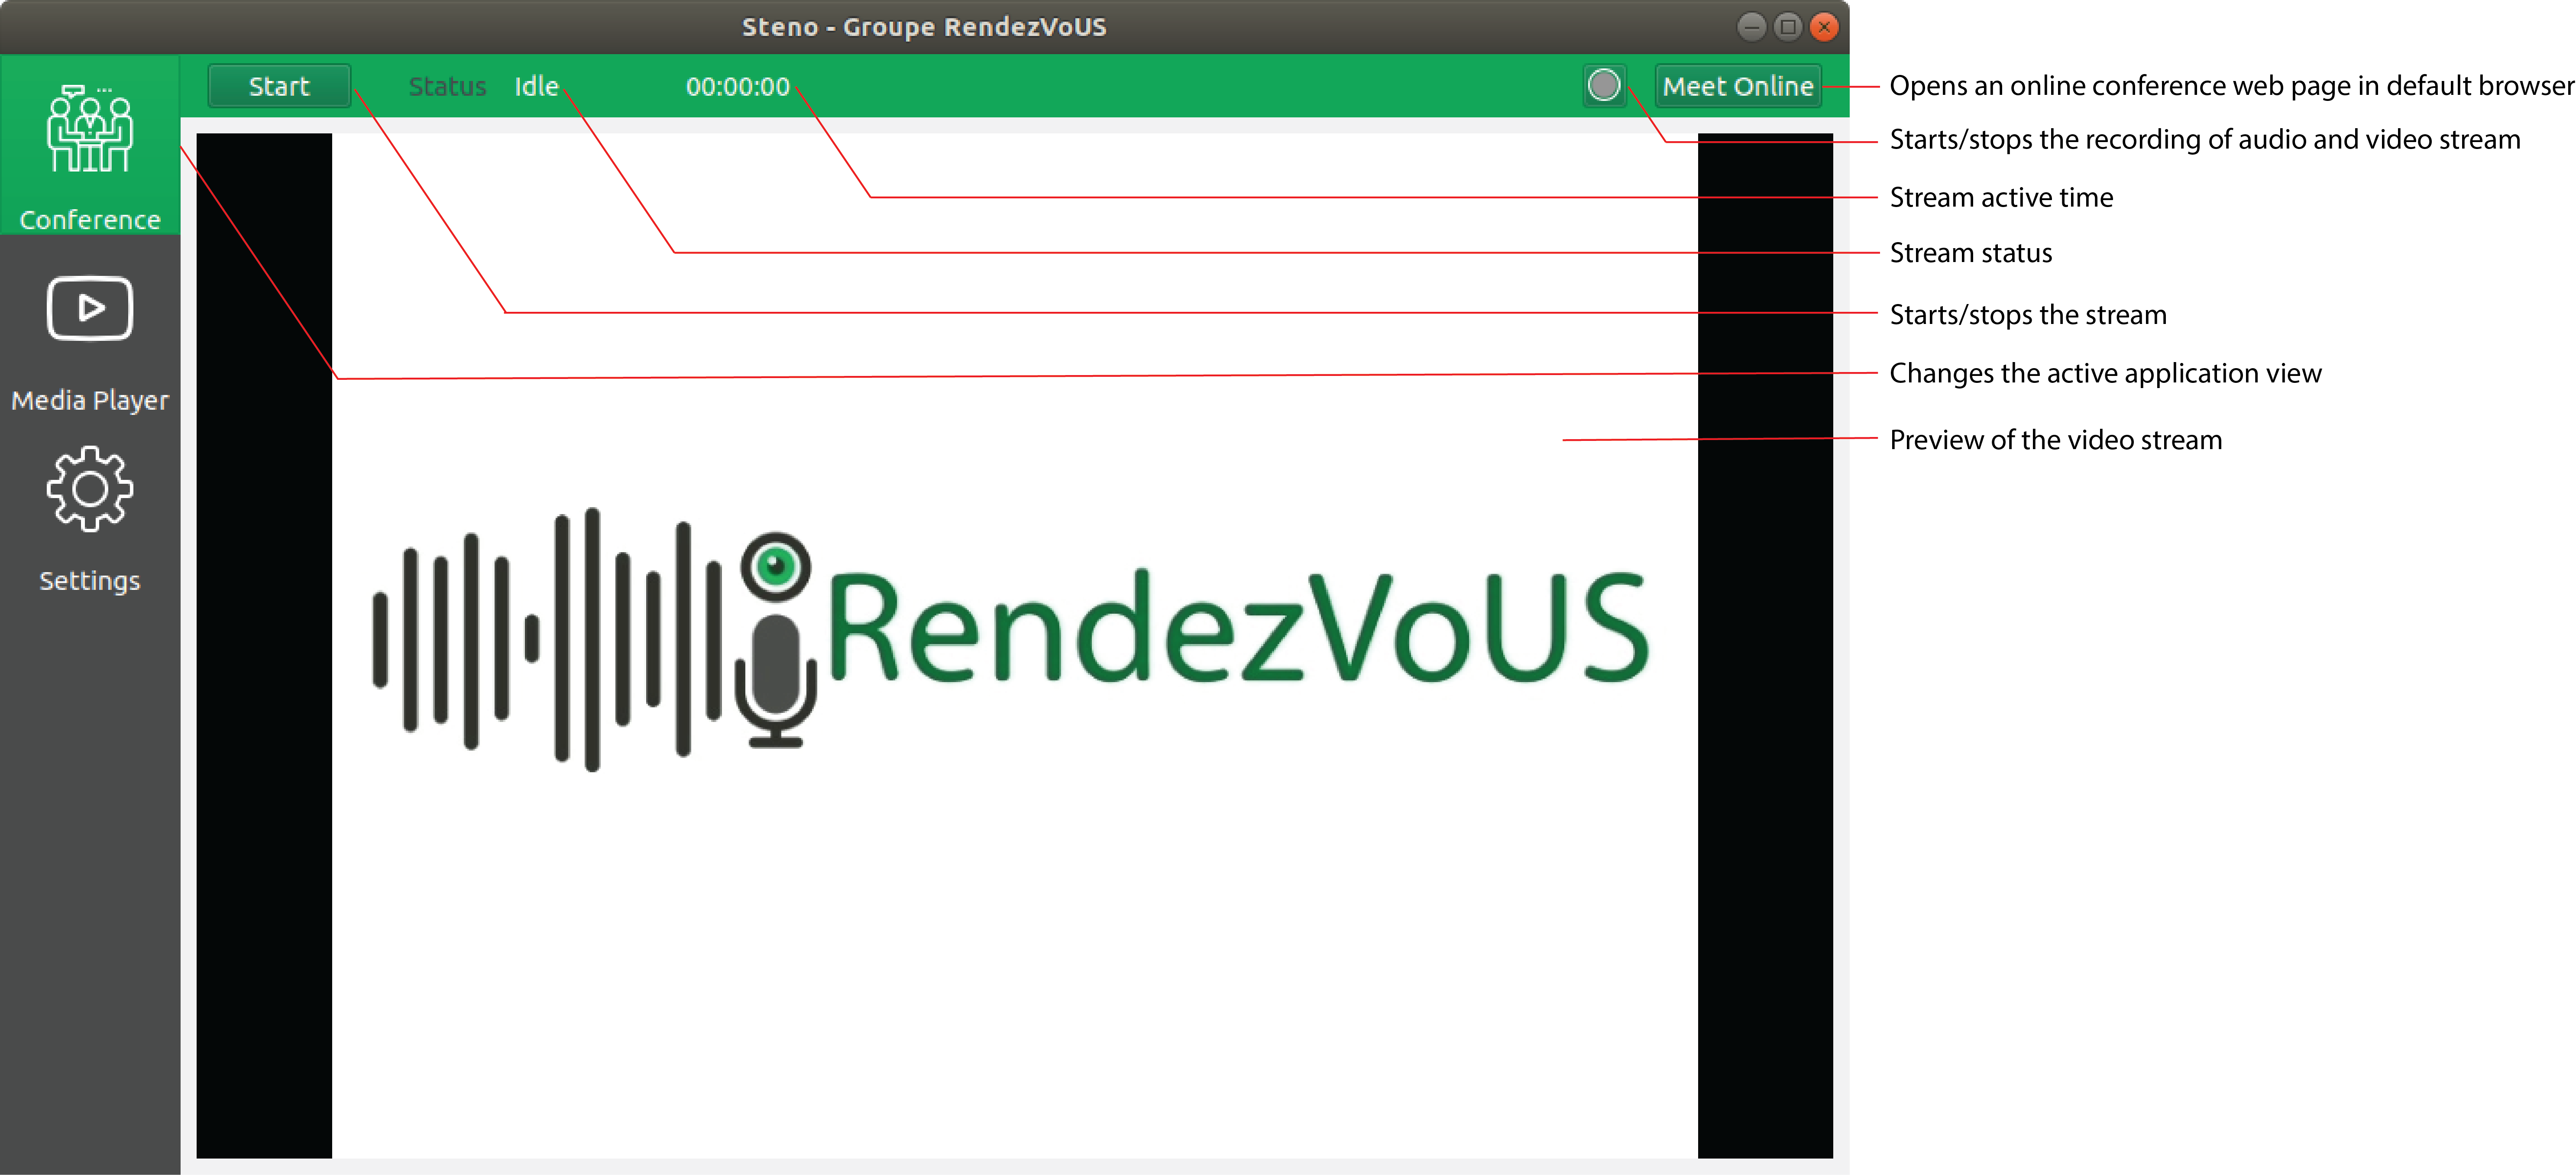 Steno - Groupe RendezVoUS
Start Status Idle 00:00:00 Meet Online
Opens an online conference web page in default browser
Starts/stops the recording of audio and video stream
Stream active time
Conference
Stream status
Starts/stops the stream
Changes the active application view
Media Player
Preview of the video stream
Settings
RendezVoUS